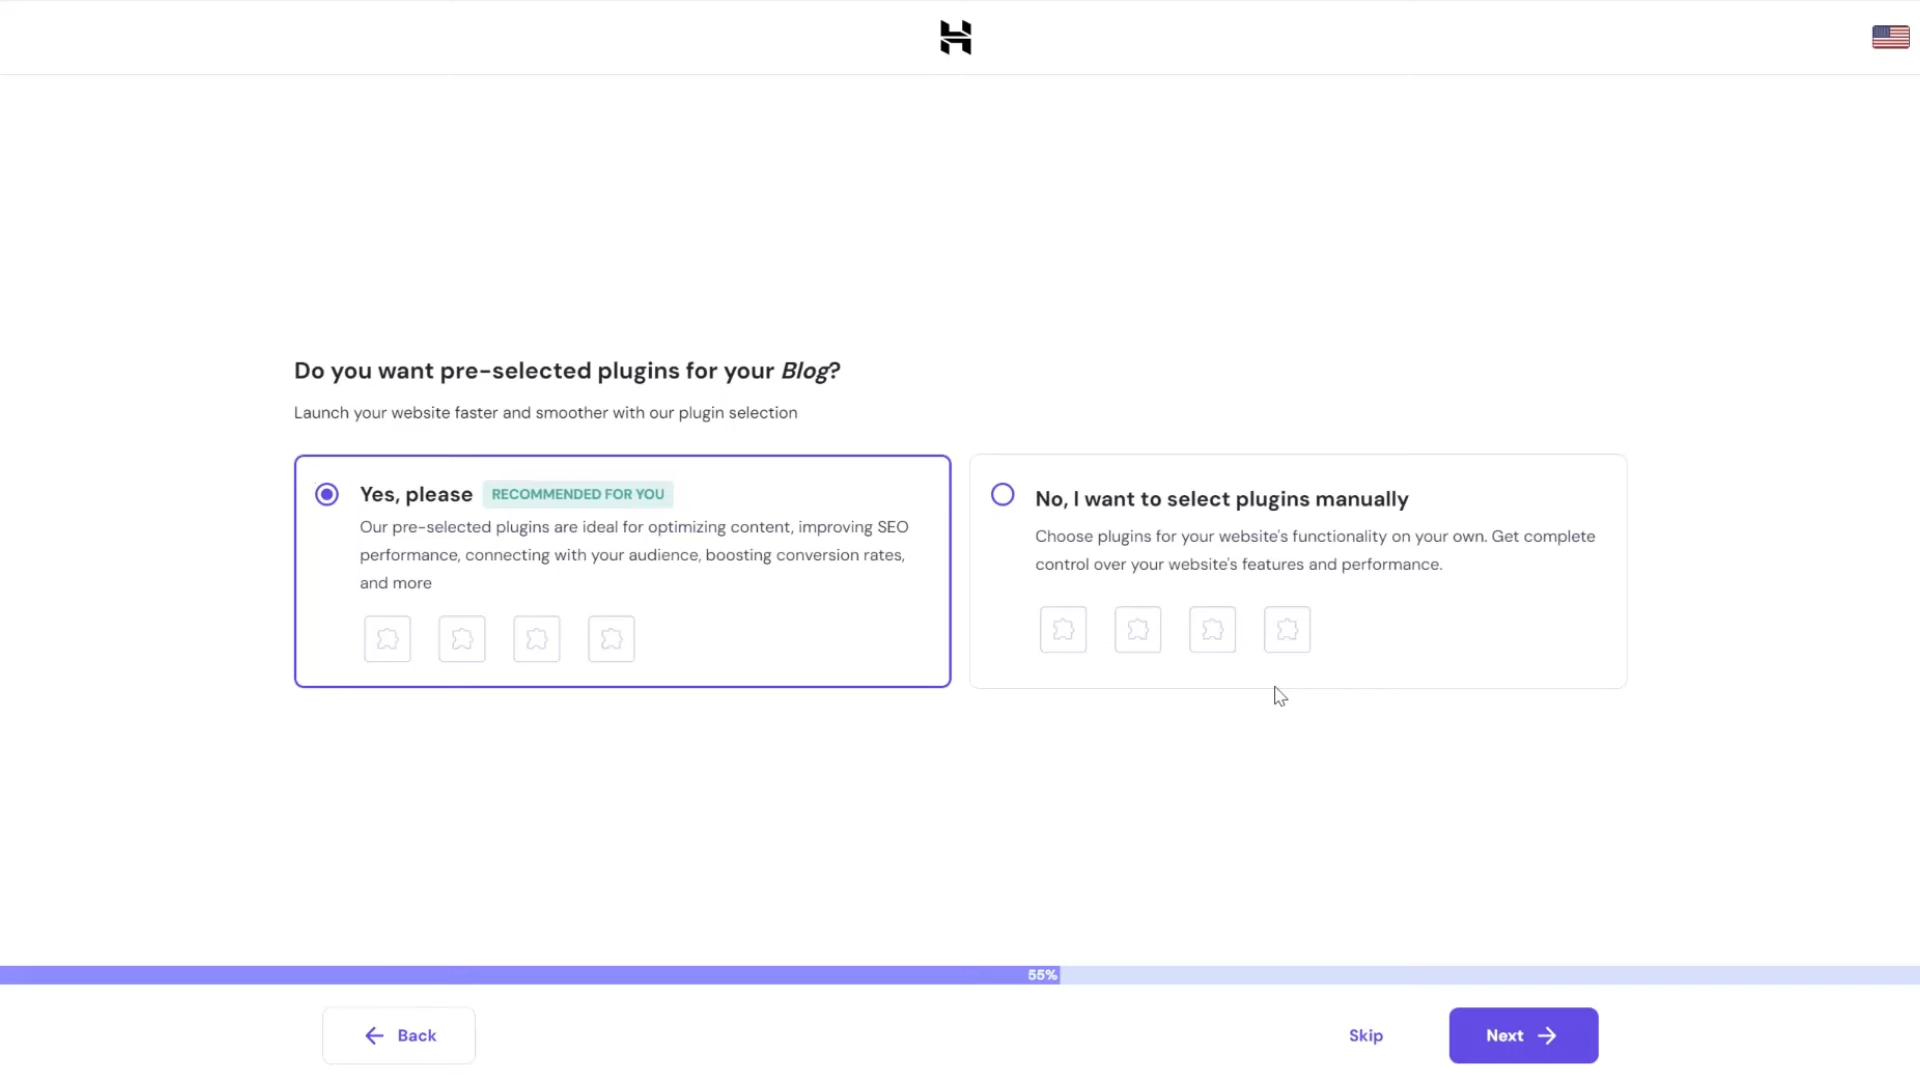 Do you want pre-selected plugins for your Blog?
Launch your website faster and smoother with our plugin selection
Yes, please
RECOMMENDED FOR YOU
Our pre-selected plugins are ideal for optimizing content, improving SEO
performance, connecting with your audience, boosting conversion rates,
and more
No, I want to select plugins manually
Choose plugins for your website's functionality on your own. Get complete
control over your website's features and performance.
55%
Back
Skip
Next